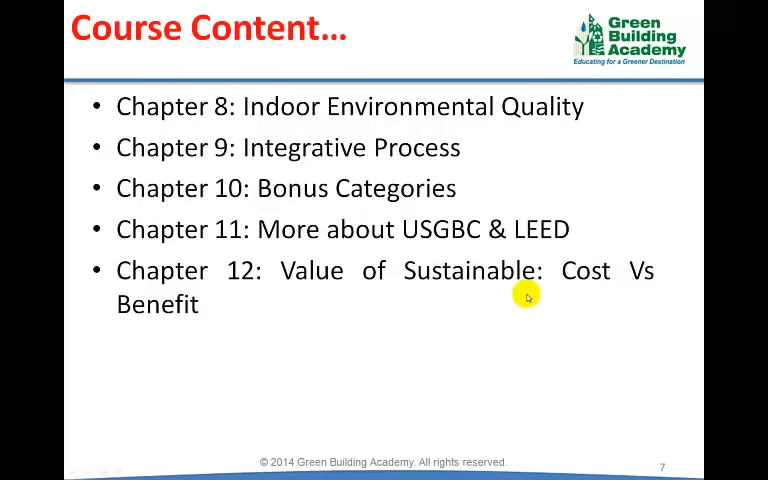 Course Content…
Green
Building
Academy
Educating for a Greener Destination
• Chapter 8: Indoor Environmental Quality
• Chapter 9: Integrative Process
• Chapter 10: Bonus Categories
• Chapter 11: More about USGBC & LEED
• Chapter 12: Value of Sustainable: Cost Vs
Benefit
© 2014 Green Building Academy. All rights reserved.
7